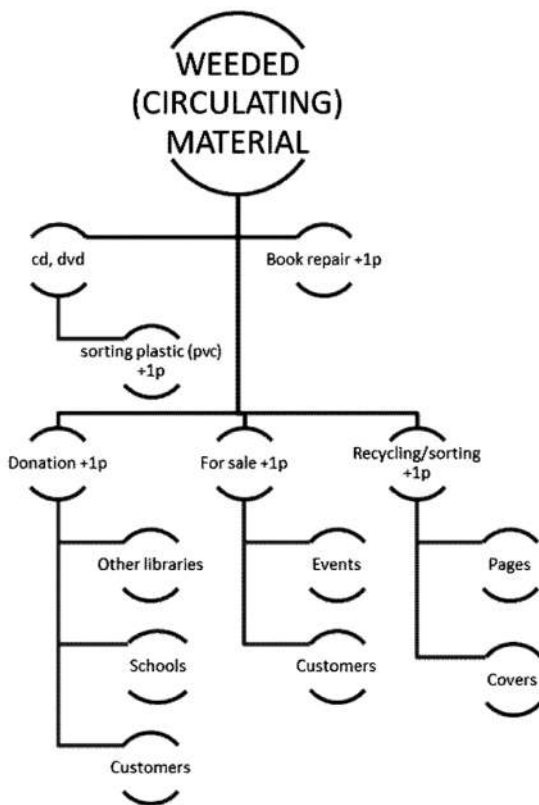 WEEDED
(CIRCULATING)
MATERIAL
cd, dvd
Book repair +1p
sorting plastic (pvc)
+1p
Donation +1p
For sale +1p
Recycling/sorting
+1p
Other libraries
Events
Pages
Schools
Customers
Covers
Customers